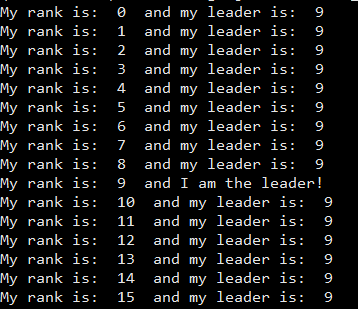 My rank is:  0  and my leader is:  9
My rank is:  1  and my leader is:  9
My rank is:  2  and my leader is:  9
My rank is:  3  and my leader is:  9
My rank is:  4  and my leader is:  9
My rank is:  5  and my leader is:  9
My rank is:  6  and my leader is:  9
My rank is:  7  and my leader is:  9
My rank is:  8  and my leader is:  9
My rank is:  9  and I am the leader!
My rank is:  10  and my leader is:  9
My rank is:  11  and my leader is:  9
My rank is:  12  and my leader is:  9
My rank is:  13  and my leader is:  9
My rank is:  14  and my leader is:  9
My rank is:  15  and my leader is:  9